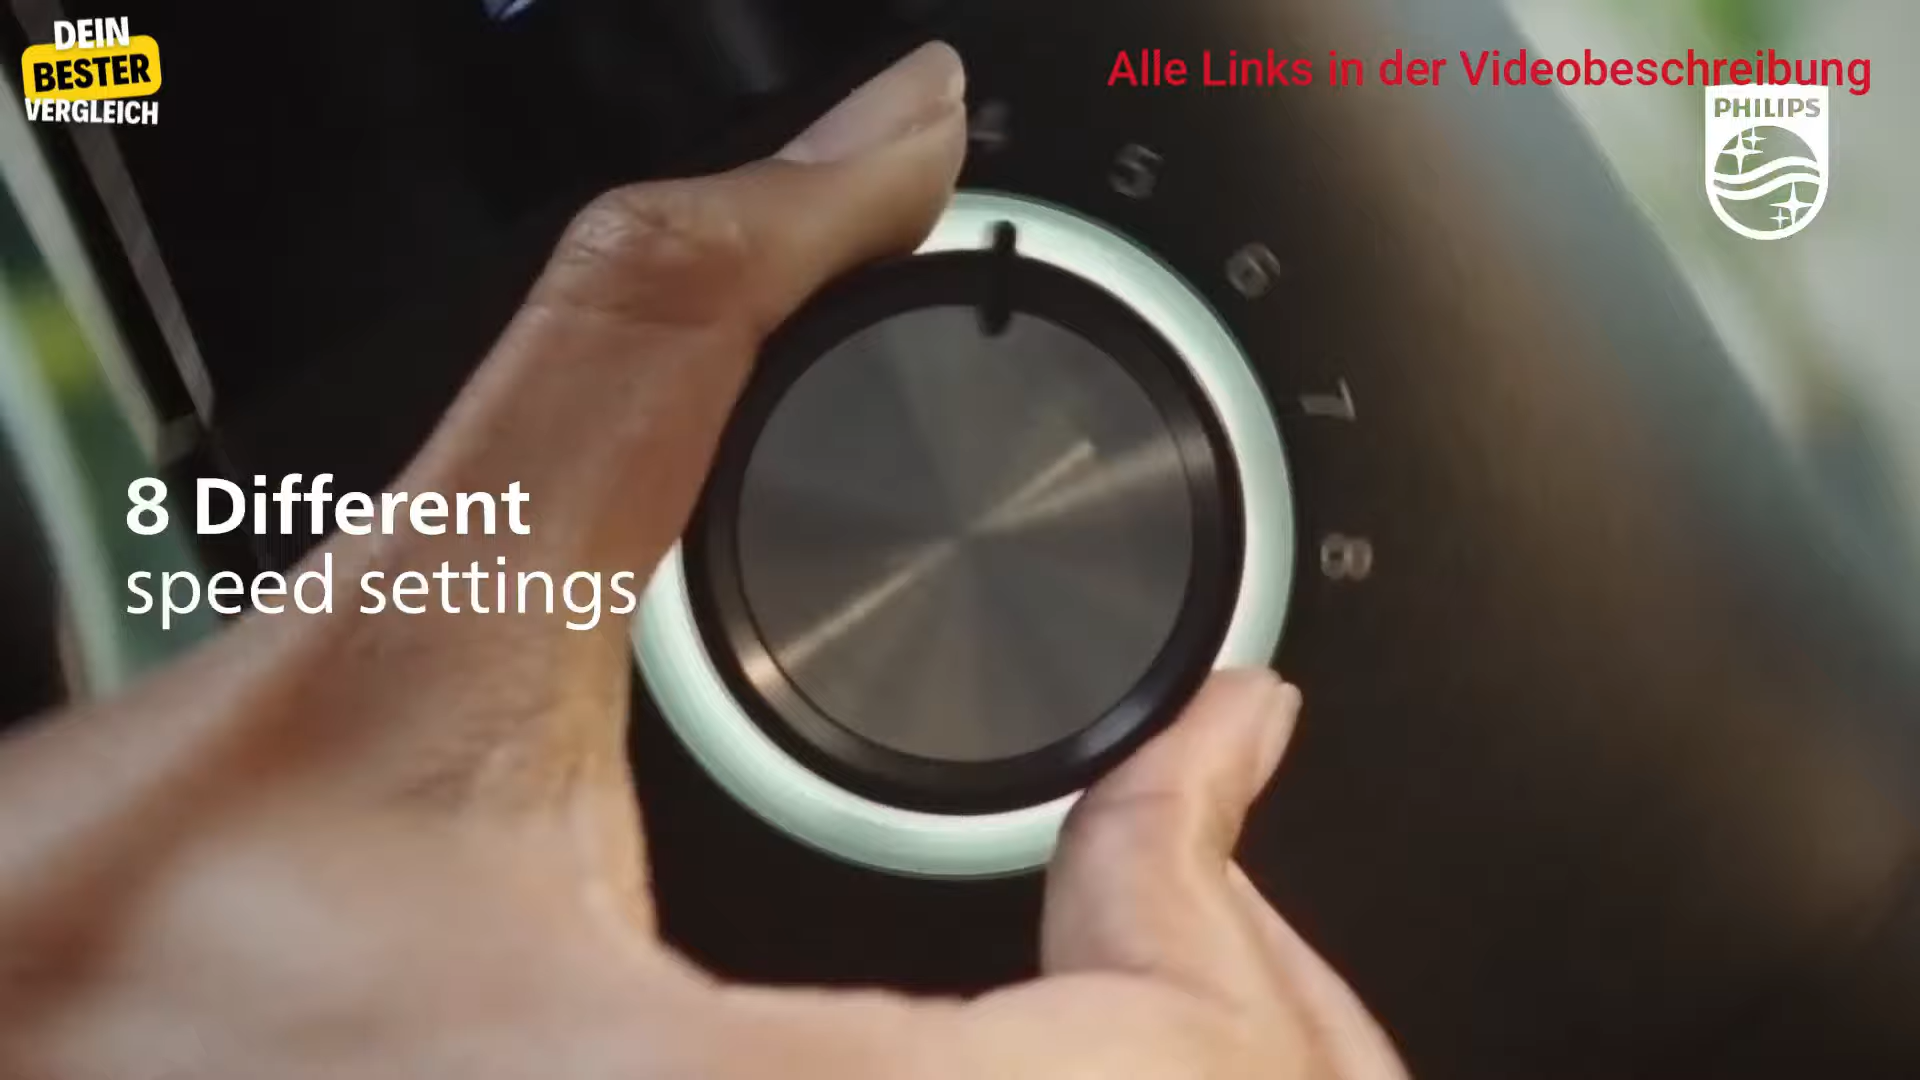 DEIN
BESTER
VERGLEICH
Alle Links in der Videobeschreibung
PHILIPS
4
5
6
7
8
8 Different
speed settings